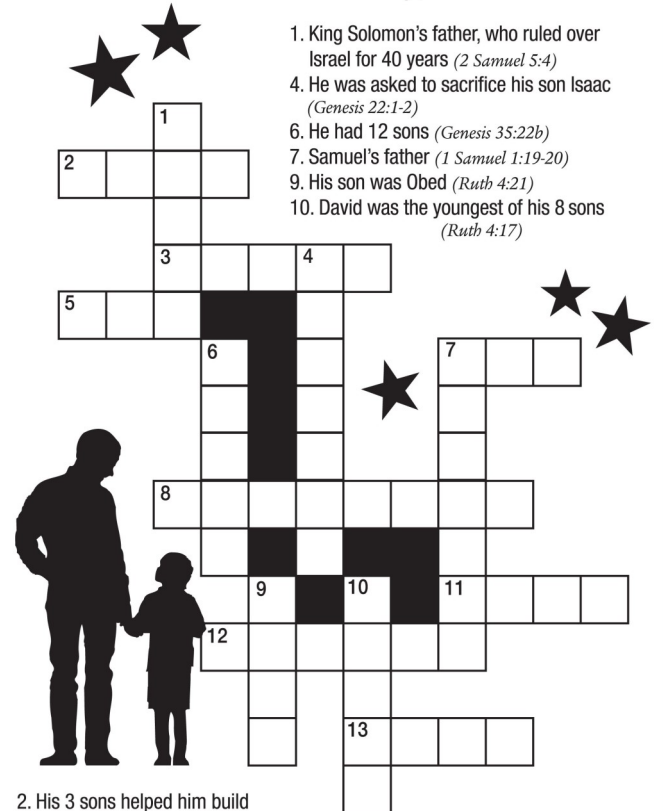 1. King Solomon's father, who ruled over
Israel for 40 years (2 Samuel 5:4)
4. He was asked to sacrifice his son Isaac
(Genesis 22:1-2)
6. He had 12 sons (Genesis 35:22b)
7. Samuel's father (1 Samuel 1:19-20)
9. His son was Obed (Ruth 4:21)
10. David was the youngest of his 8 sons
(Ruth 4:17)
1
2
3 4
5
6 7
8
9 10 11
12
13
2. His 3 sons helped him build